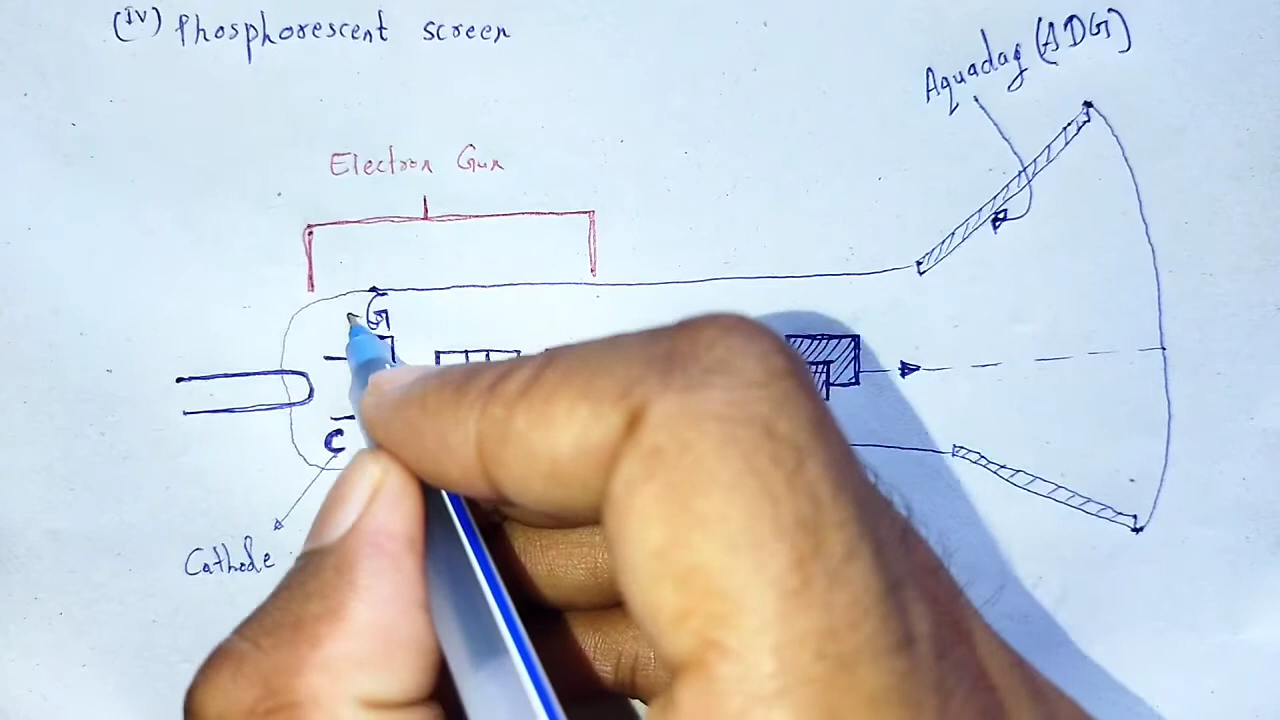 (iv) Phosphorescent screen
Aquadag (ADG)
Electron Gun
G
C
Cathode